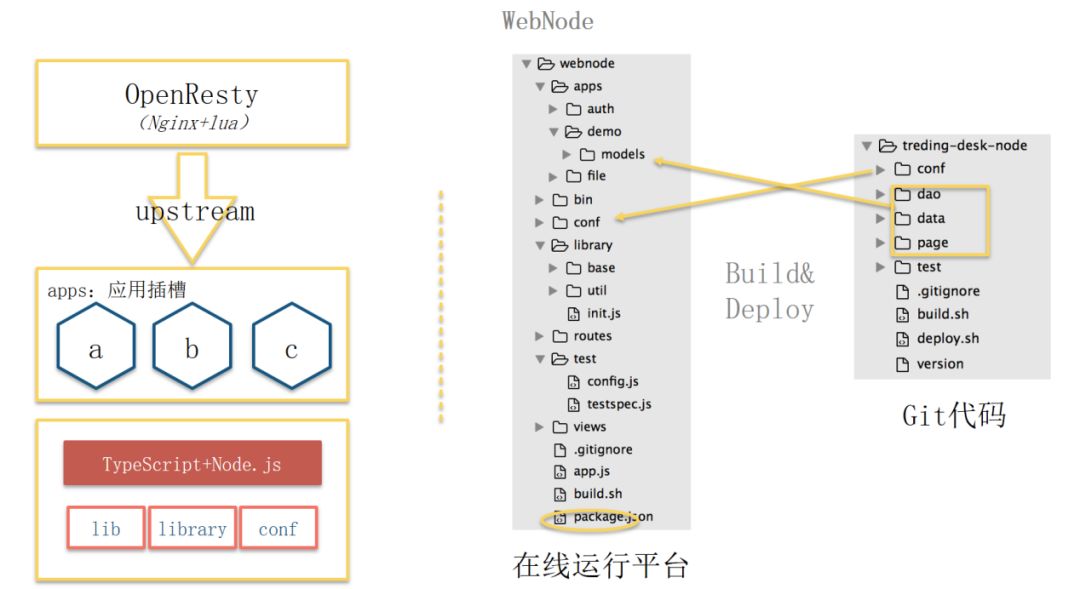 WebNode
OpenResty
(Nginx+lua)
upstream
apps: 应用插槽
a
b
c
TypeScript+Node.js
lib
library
conf
webnode
apps
auth
demo
models
file
bin
conf
library
base
util
init.js
routes
test
config.js
testspec.js
views
.gitignore
app.js
build.sh
package.json
在线运行平台
Build&
Deploy
treding-desk-node
conf
dao
data
page
test
.gitignore
build.sh
deploy.sh
version
Git代码